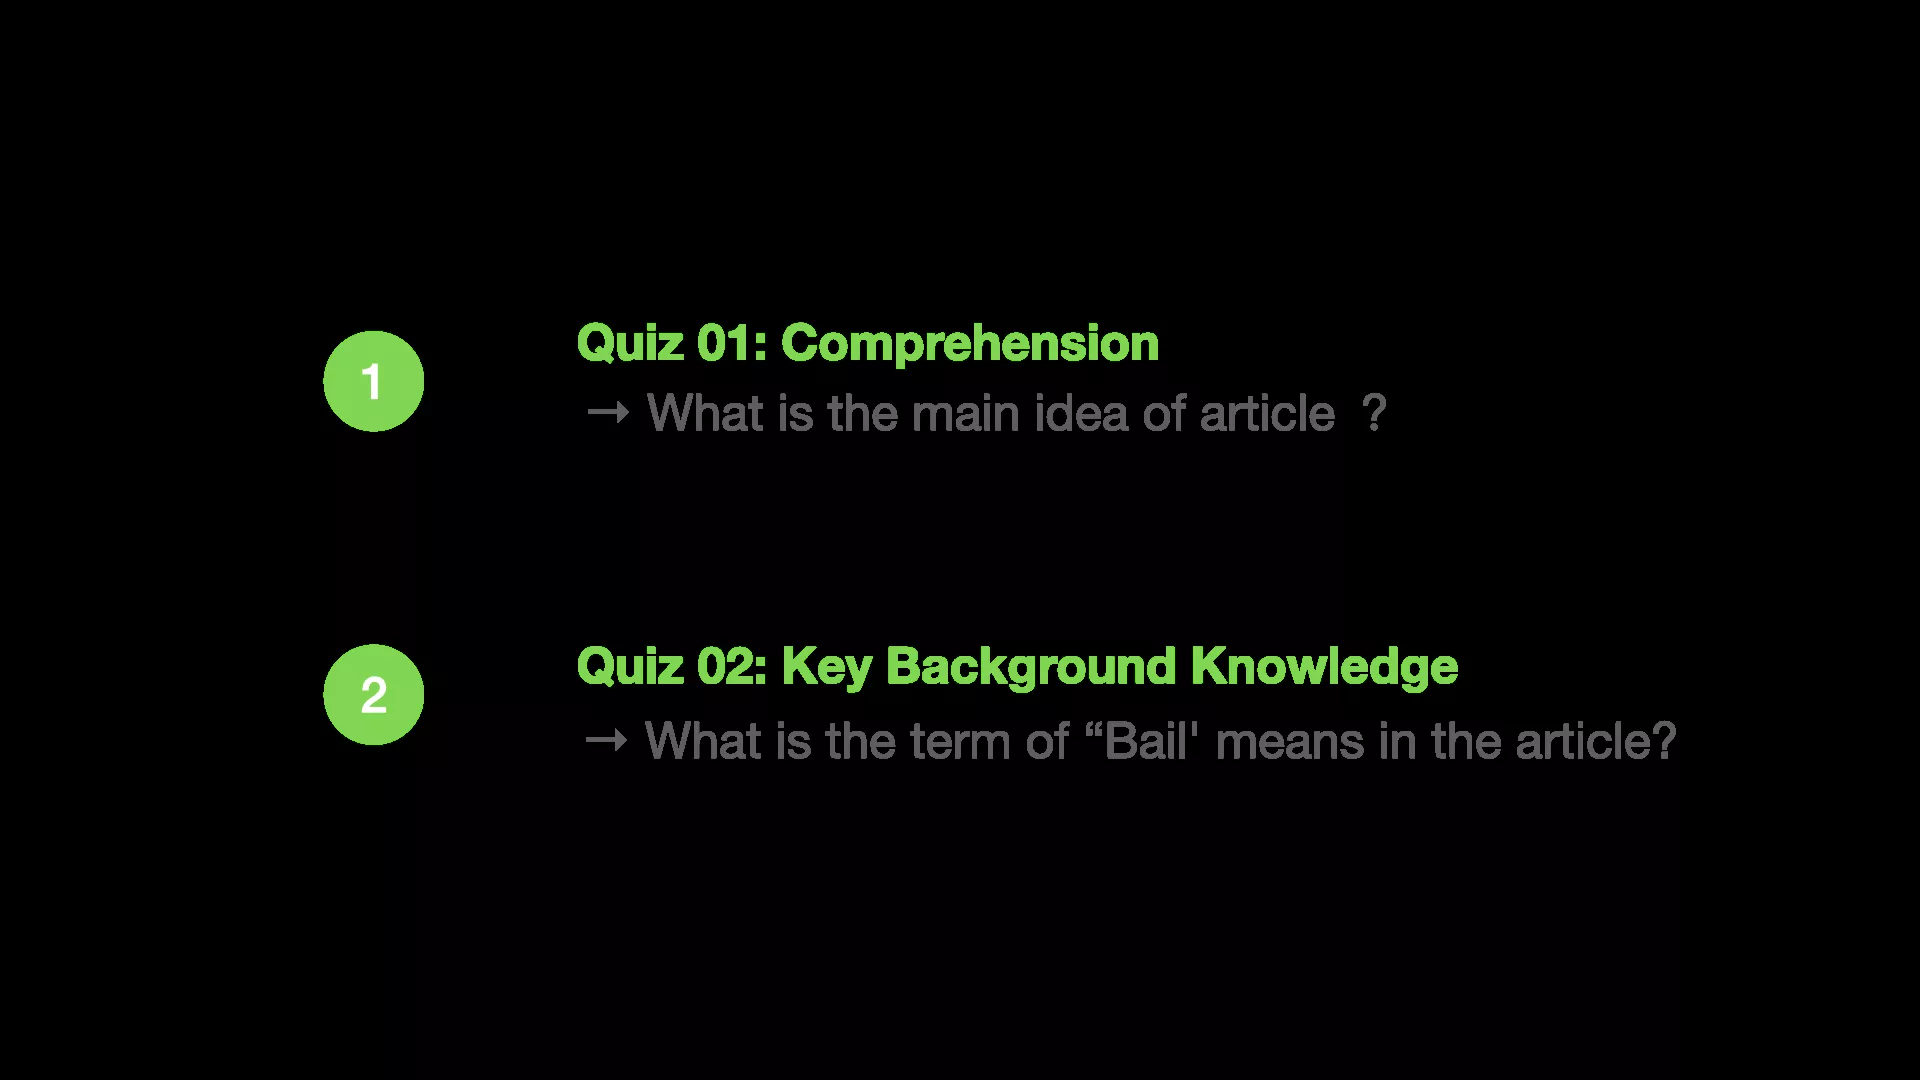 1
Quiz 01: Comprehension
→ What is the main idea of article  ?
2
Quiz 02: Key Background Knowledge
→ What is the term of “Bail' means in the article?